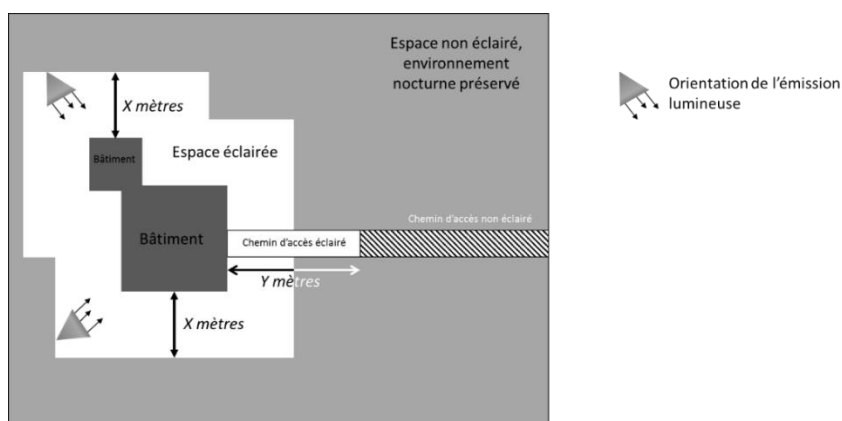 Espace non éclairé,
environnement
nocturne préservé
Orientation de l'émission
lumineuse
X mètres
Bâtiment
Espace éclairée
Chemin d'accès non éclairé
Bâtiment
Chemin d'accès éclairé
Y mètres
X mètres